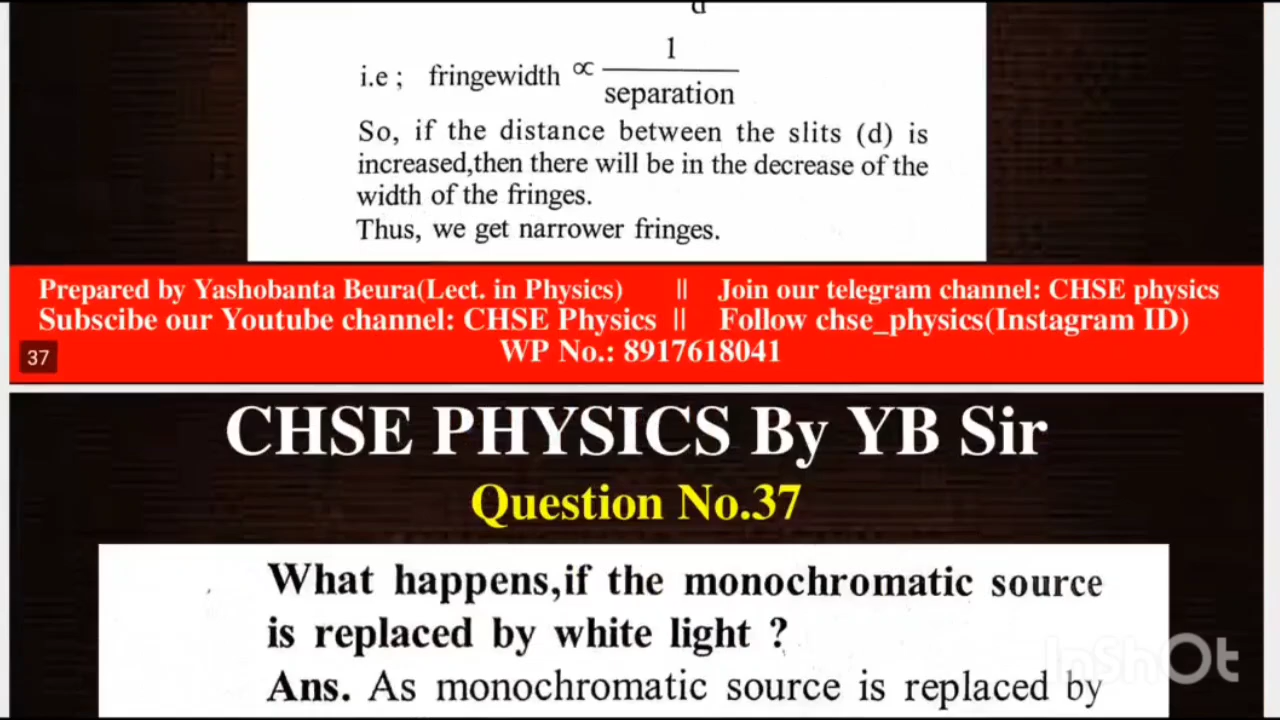 d
i.e ; fringewidth ∝ 1
separation
So, if the distance between the slits (d) is
increased,then there will be in the decrease of the
width of the fringes.
Thus, we get narrower fringes.
Prepared by Yashobanta Beura(Lect. in Physics) || Join our telegram channel: CHSE physics
Subscibe our Youtube channel: CHSE Physics || Follow chse_physics(Instagram ID)
37
WP No.: 8917618041
CHSE PHYSICS By YB Sir
Question No.37
What happens,if the monochromatic source
is replaced by white light ?
Ans. As monochromatic source is replaced by
InShOt